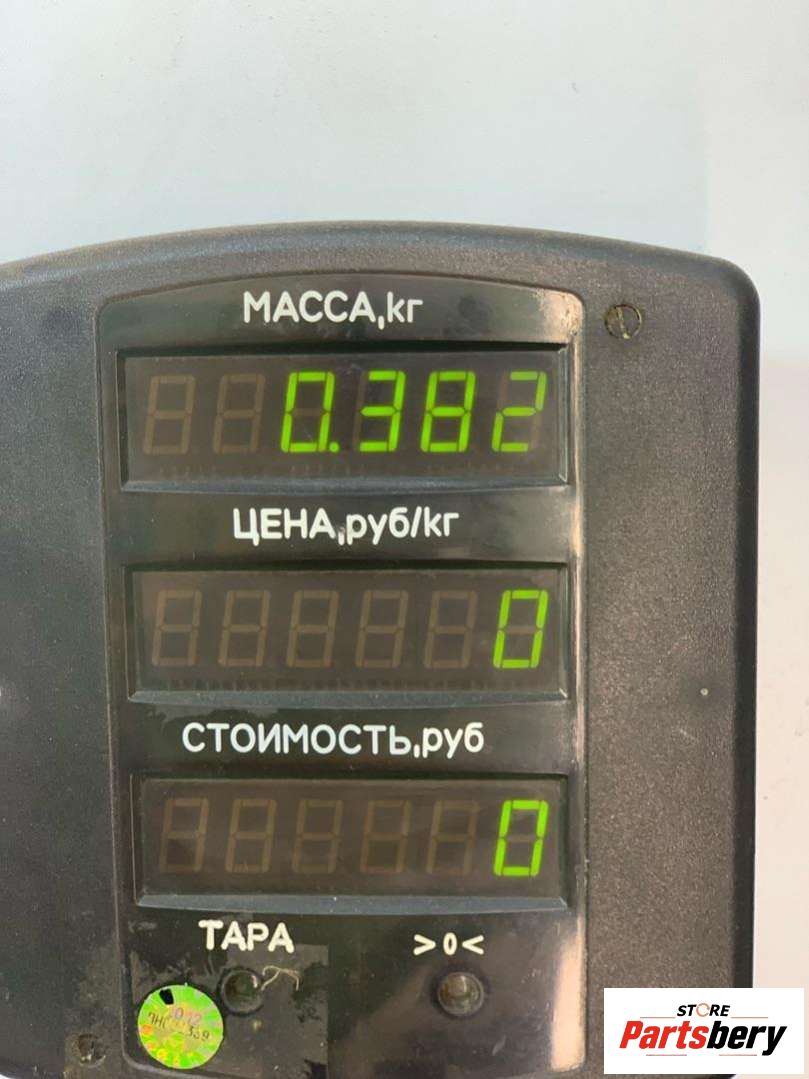 МАССА,кг
0.382
ЦЕНА,руб/кг
0
СТОИМОСТЬ,руб
0
ТАРА >0<
STORE
Partsbery